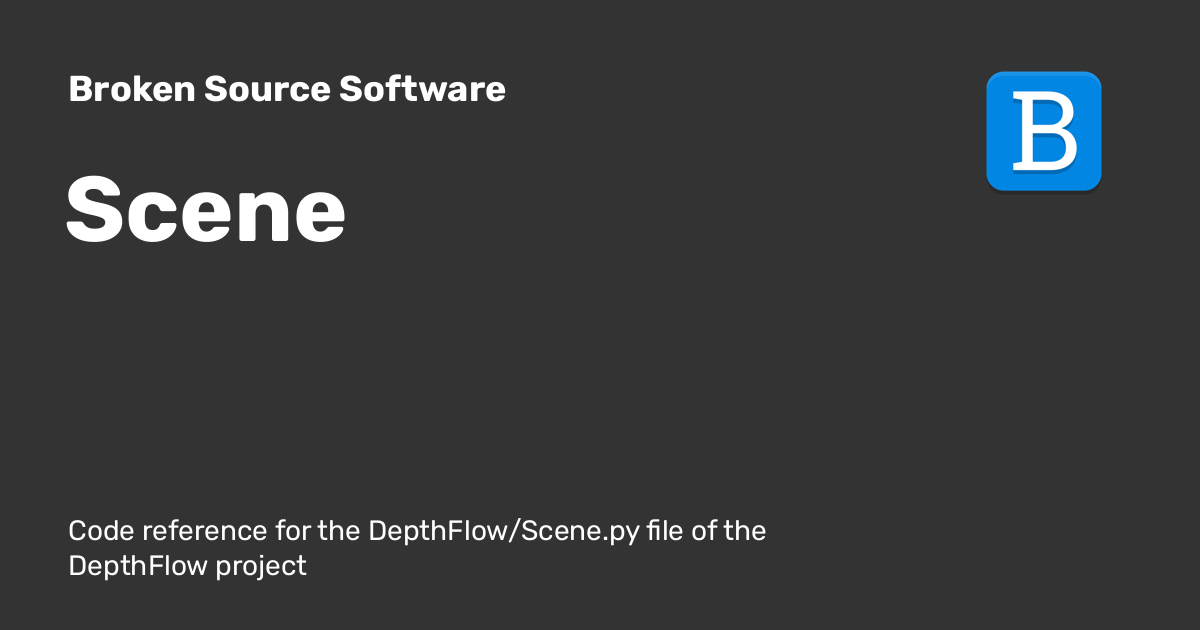 Broken Source Software
B
Scene
Code reference for the DepthFlow/Scene.py file of the
DepthFlow project